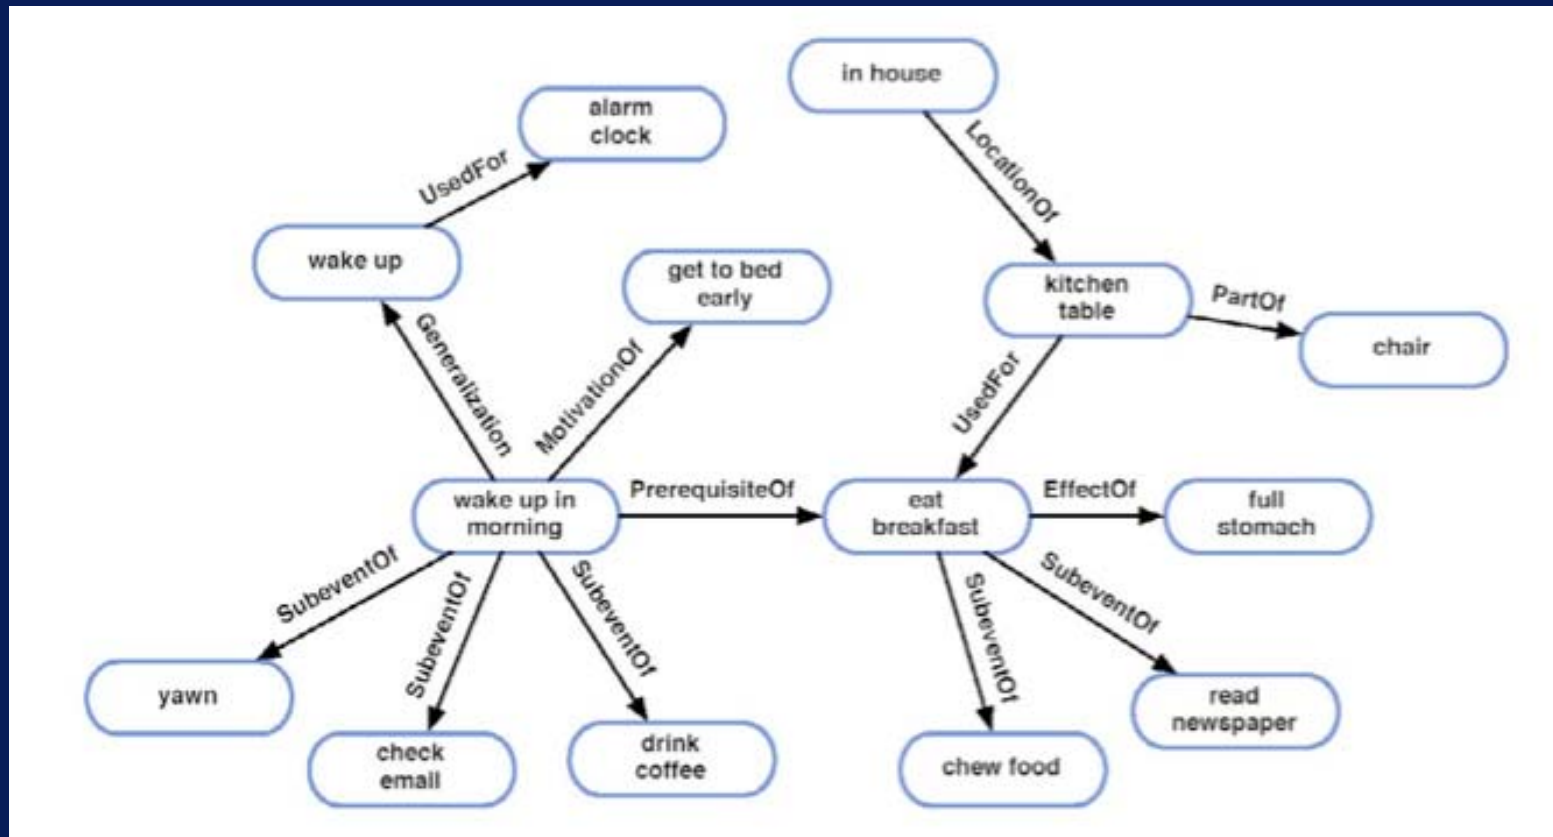 in house
alarm
clock
LocationOf
UsedFor
wake up
get to bed
early
kitchen
table
PartOf
chair
Generalization
MotivationOf
UsedFor
wake up in
morning
PrerequisiteOf
eat
breakfast
EffectOf
full
stomach
SubeventOf
SubeventOf
SubeventOf
SubeventOf
SubeventOf
yawn
check
email
drink
coffee
chew food
read
newspaper